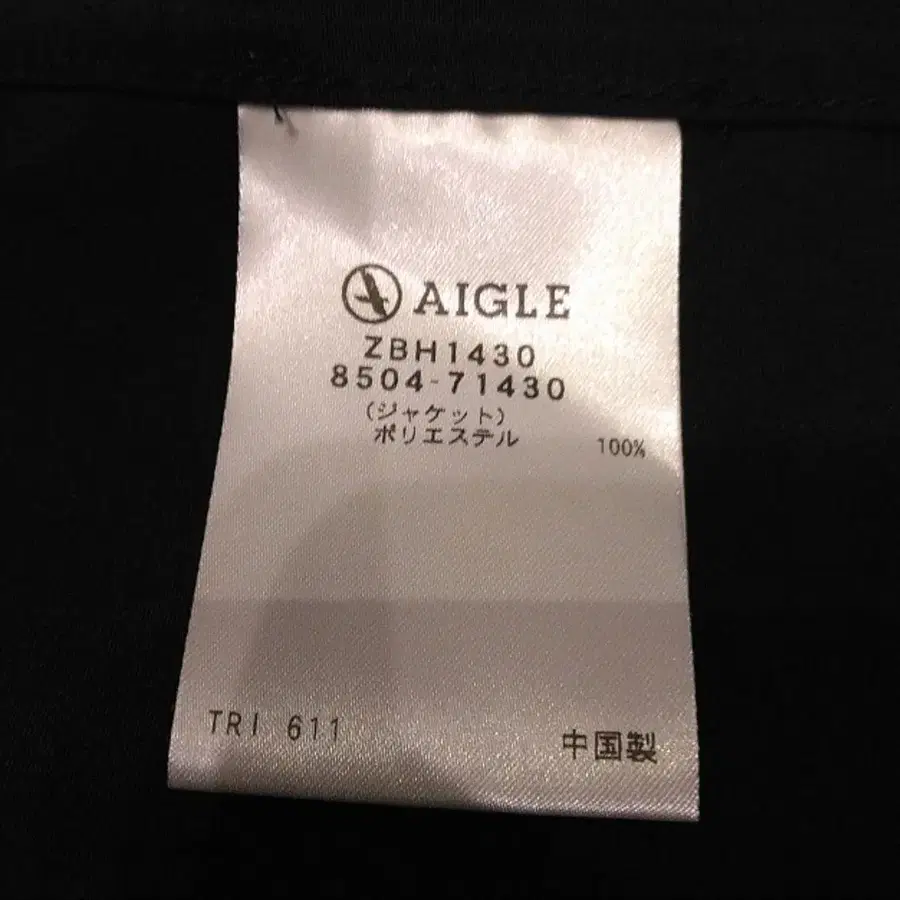 AIGLE
ZBH1430
8504-71430
(ジャケット)
ポリエステル 100%
TRI 611
中国製